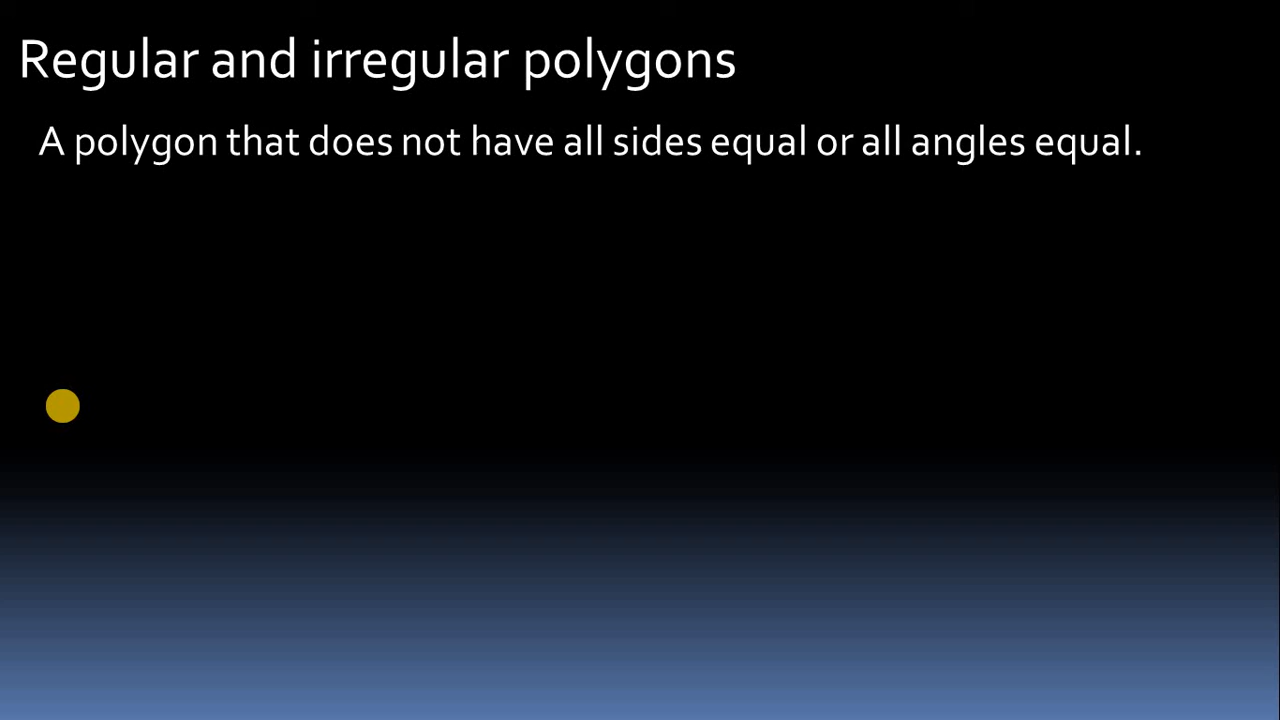 Regular and irregular polygons
A polygon that does not have all sides equal or all angles equal.